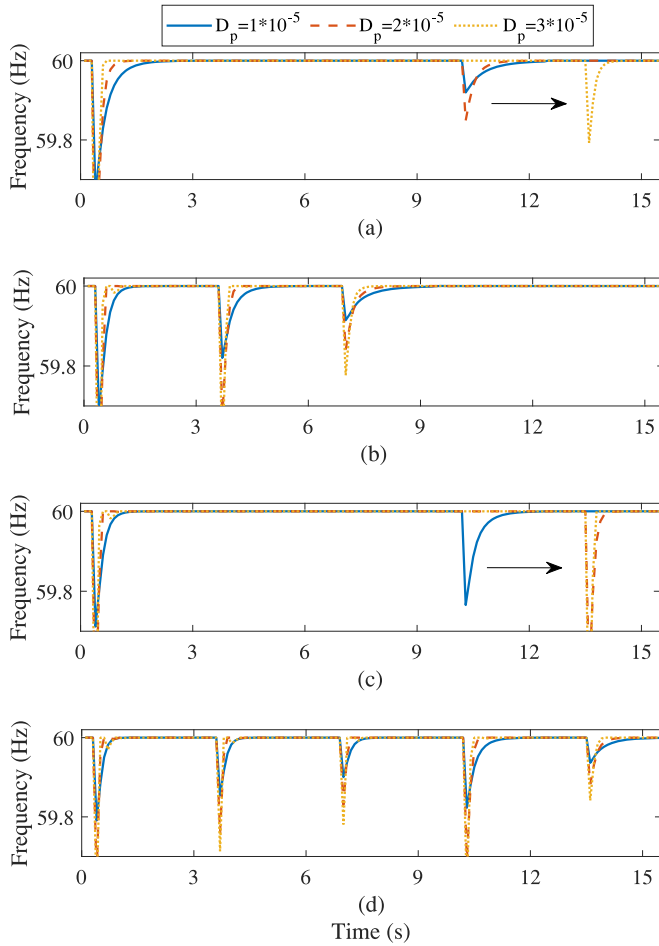 D_p=1*10^-5 D_p=2*10^-5 D_p=3*10^-5
Frequency (Hz)
60
59.8
0 3 6 9 12 15
(a)
Frequency (Hz)
60
59.8
0 3 6 9 12 15
(b)
Frequency (Hz)
60
59.8
0 3 6 9 12 15
(c)
Frequency (Hz)
60
59.8
0 3 6 9 12 15
(d)
Time (s)